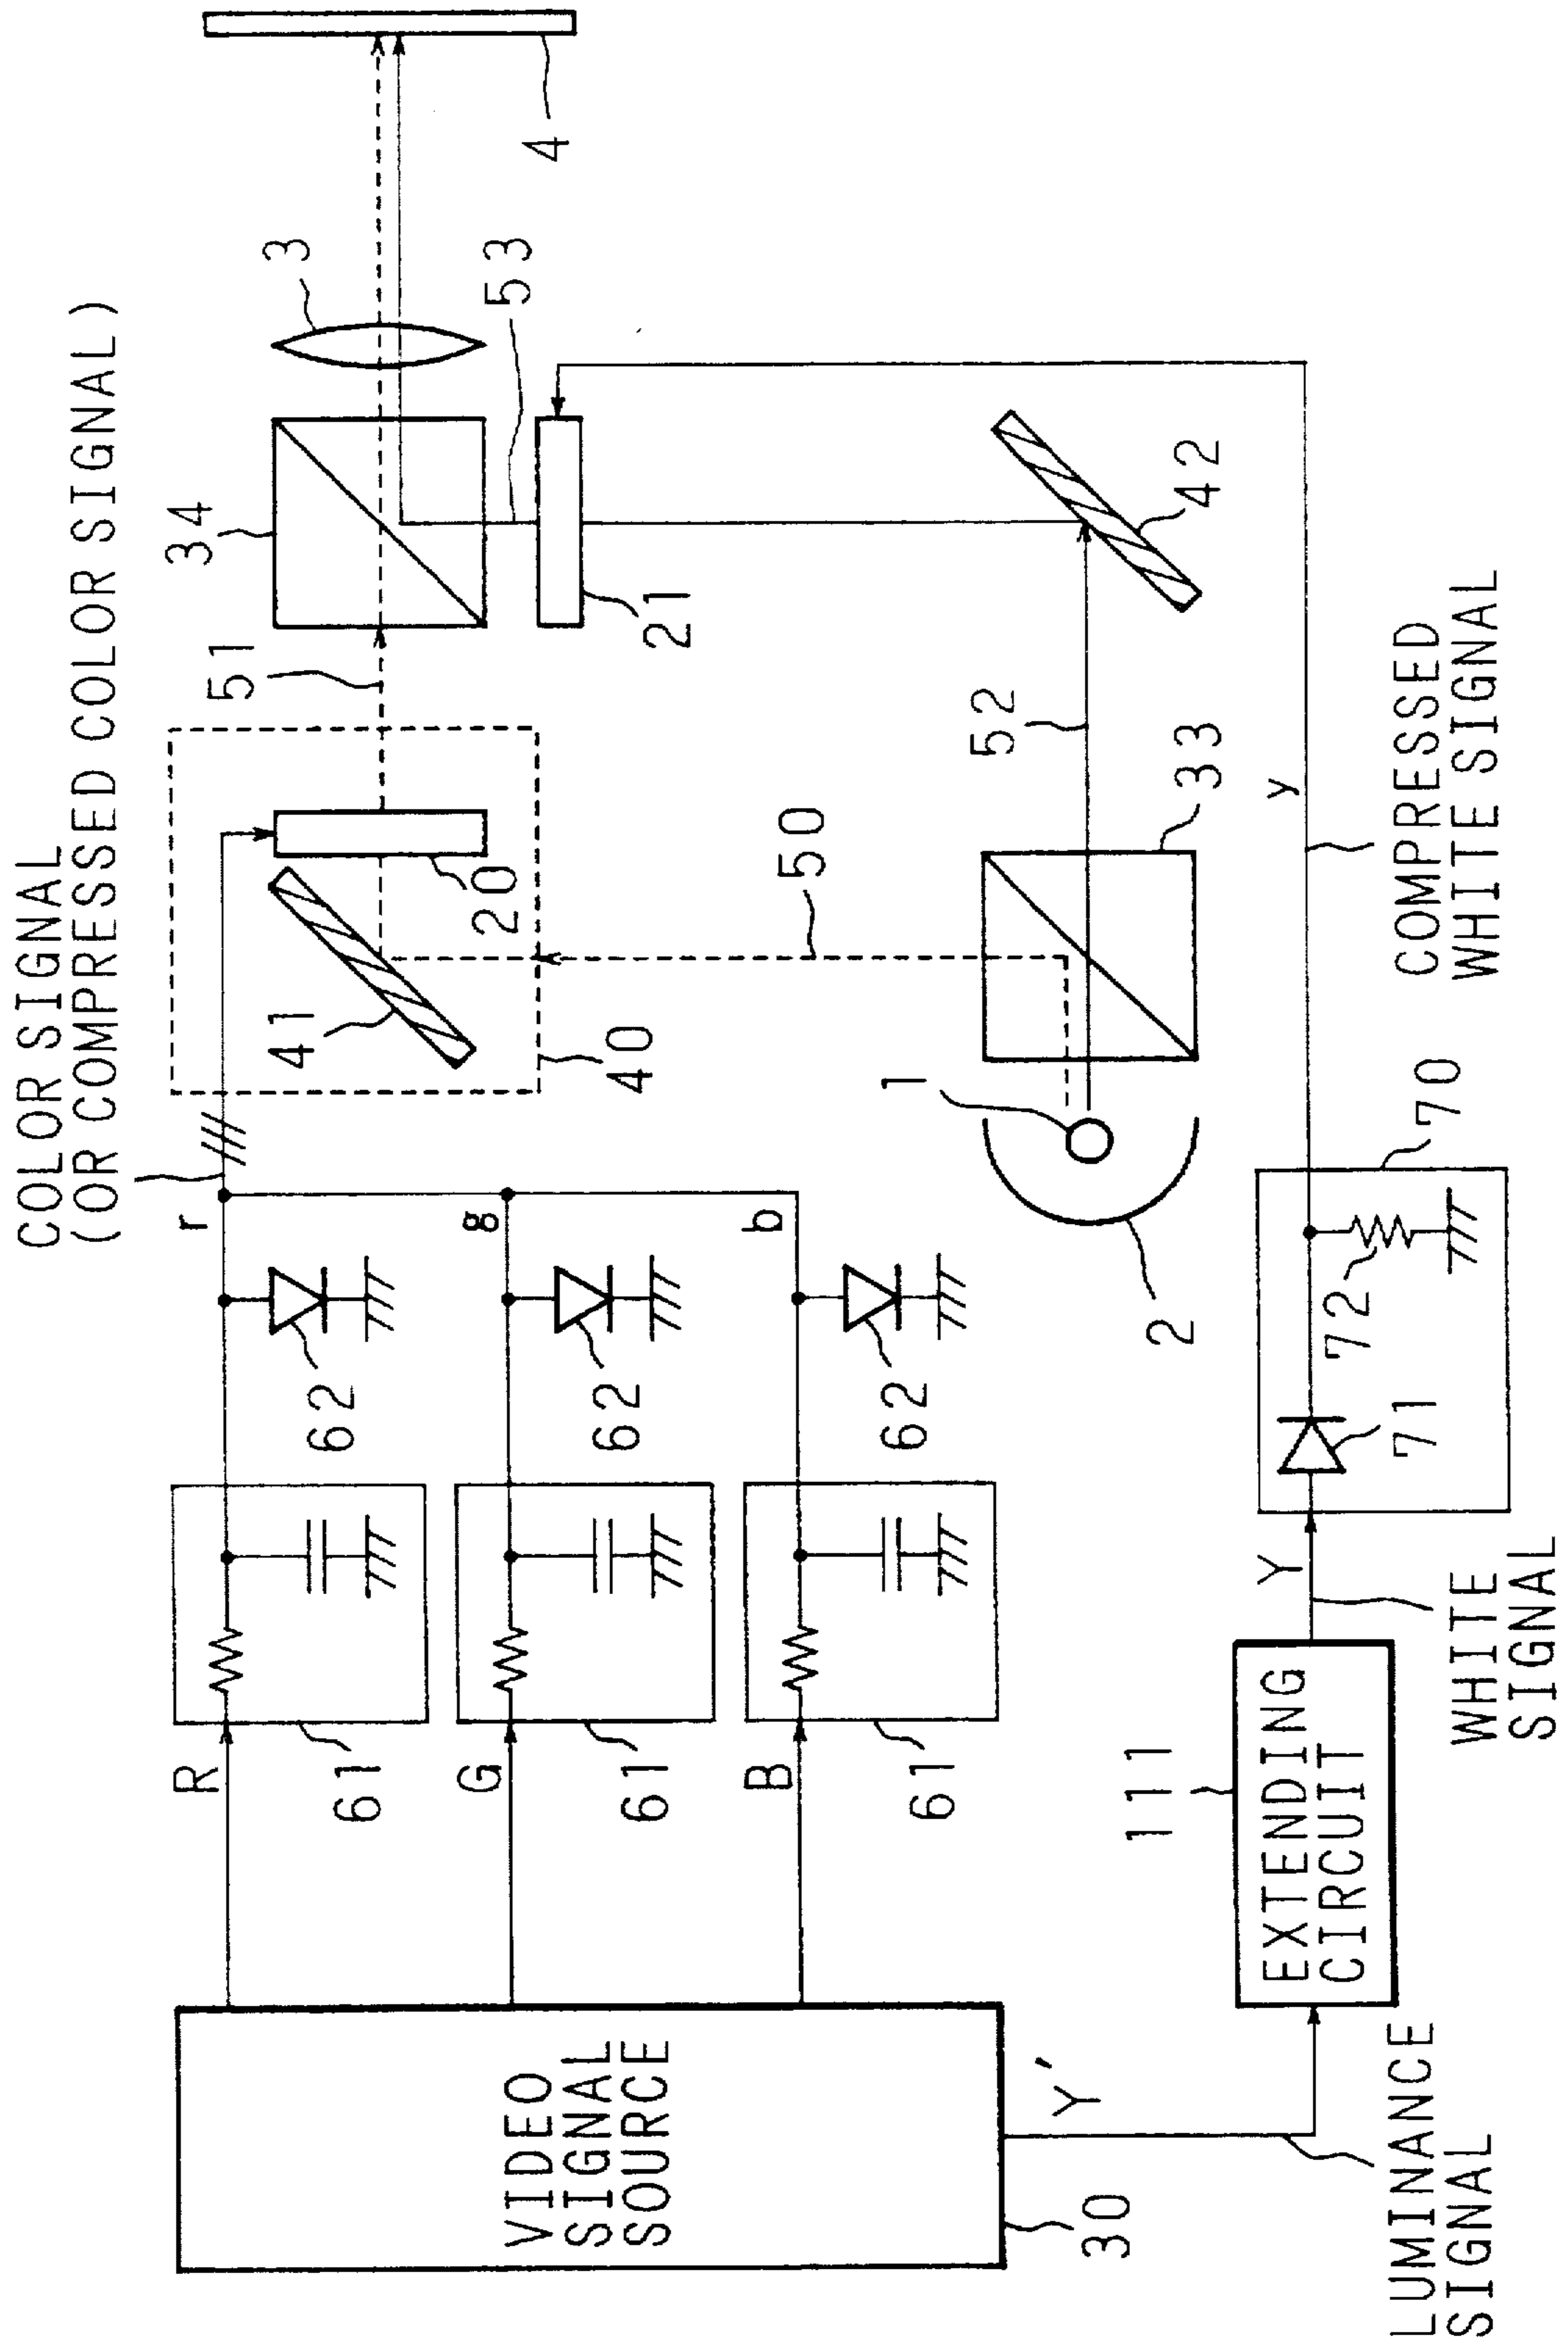 COLOR SIGNAL
(OR COMPRESSED COLOR SIGNAL)
VIDEO
SIGNAL
SOURCE
30
R
G
B
61
61
61
62
62
62
r
g
b
41
20
40
51
34
3
53
4
21
50
1
2
33
52
42
Y'
LUMINANCE
SIGNAL
EXTENDING
CIRCUIT
111
Y
WHITE
SIGNAL
71
72
70
y
COMPRESSED
WHITE SIGNAL